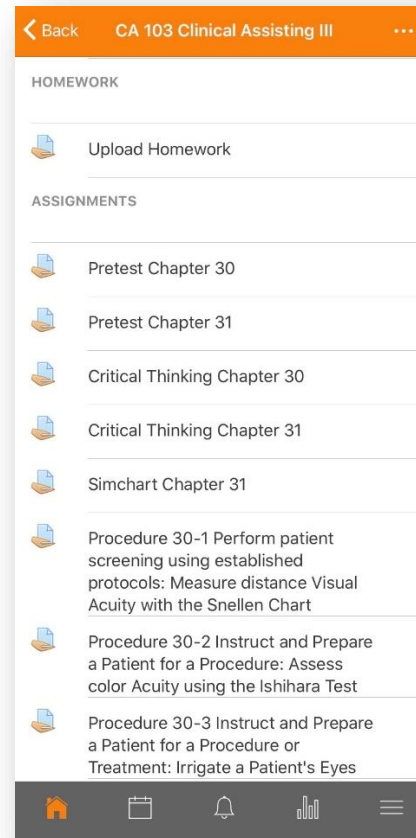 Back
CA 103 Clinical Assisting III
HOMEWORK
Upload Homework
ASSIGNMENTS
Pretest Chapter 30
Pretest Chapter 31
Critical Thinking Chapter 30
Critical Thinking Chapter 31
Simchart Chapter 31
Procedure 30-1 Perform patient
screening using established
protocols: Measure distance Visual
Acuity with the Snellen Chart
Procedure 30-2 Instruct and Prepare
a Patient for a Procedure: Assess
color Acuity using the Ishihara Test
Procedure 30-3 Instruct and Prepare
a Patient for a Procedure or
Treatment: Irrigate a Patient's Eyes